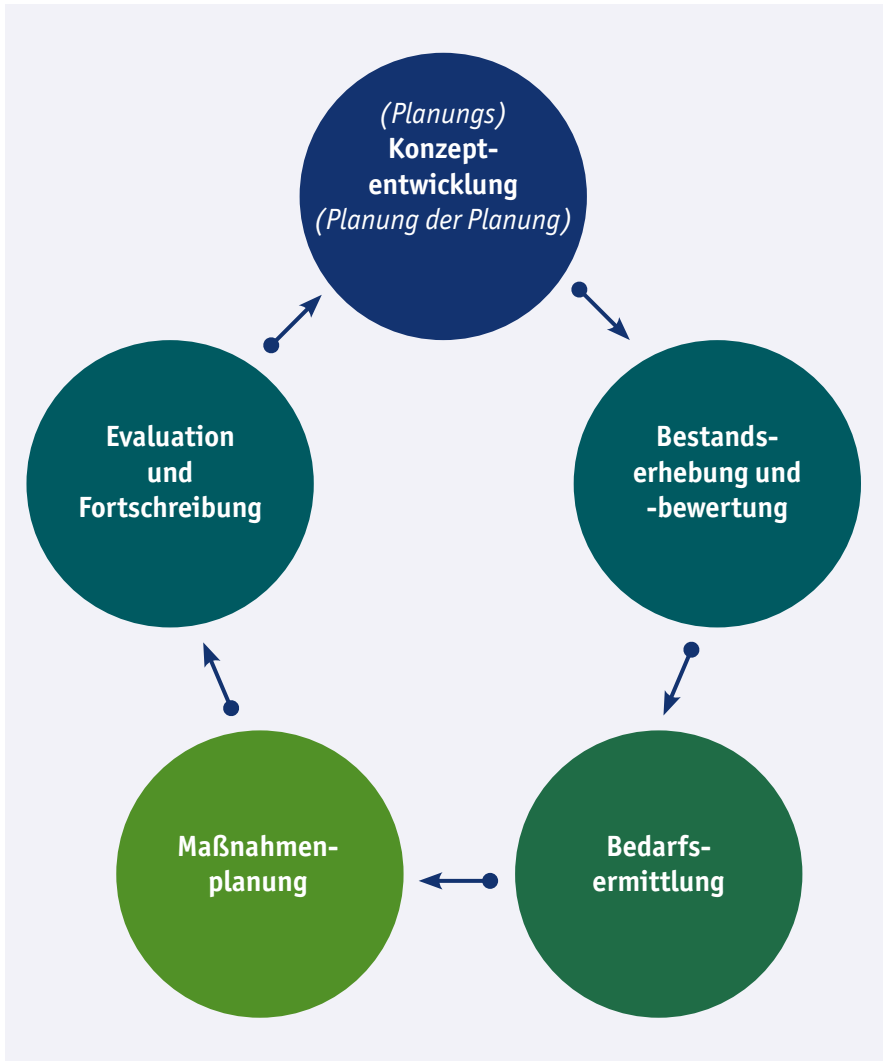 (Planungs)
Konzept-
entwicklung
(Planung der Planung)
Bestands-
erhebung und
-bewertung
Bedarfs-
ermittlung
Maßnahmen-
planung
Evaluation
und
Fortschreibung